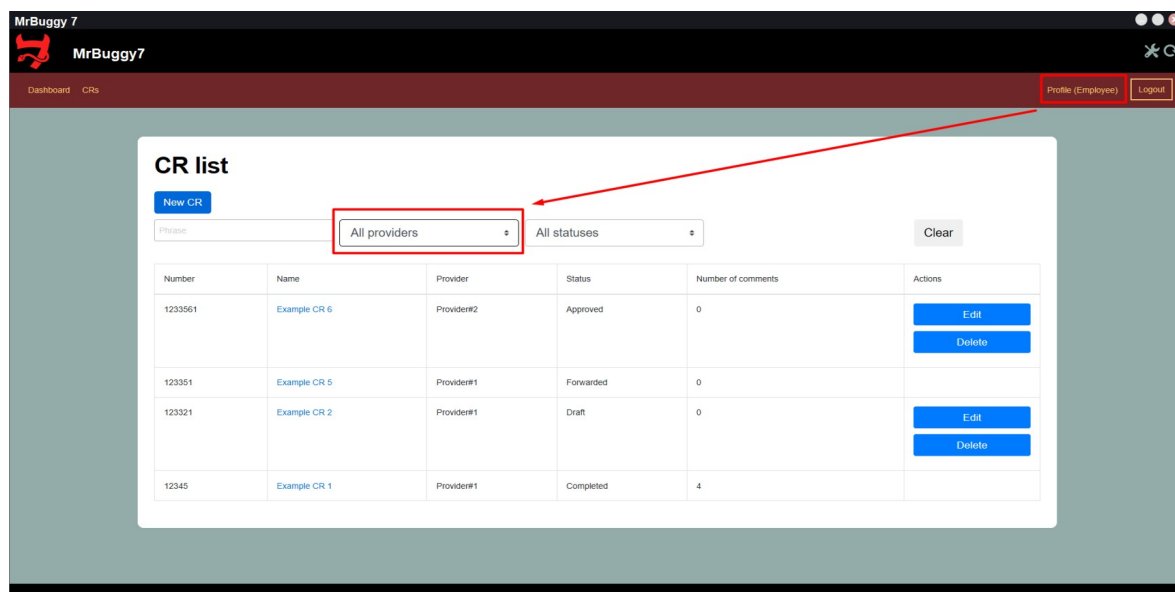 MrBuggy 7
MrBuggy7
Dashboard CRs Profile (Employee) Logout
CR list
New CR
Phrase All providers All statuses Clear
Number Name Provider Status Number of comments Actions
1233561 Example CR 6 Provider#2 Approved 0 Edit
Delete
123351 Example CR 5 Provider#1 Forwarded 0
123321 Example CR 2 Provider#1 Draft 0 Edit
Delete
12345 Example CR 1 Provider#1 Completed 4